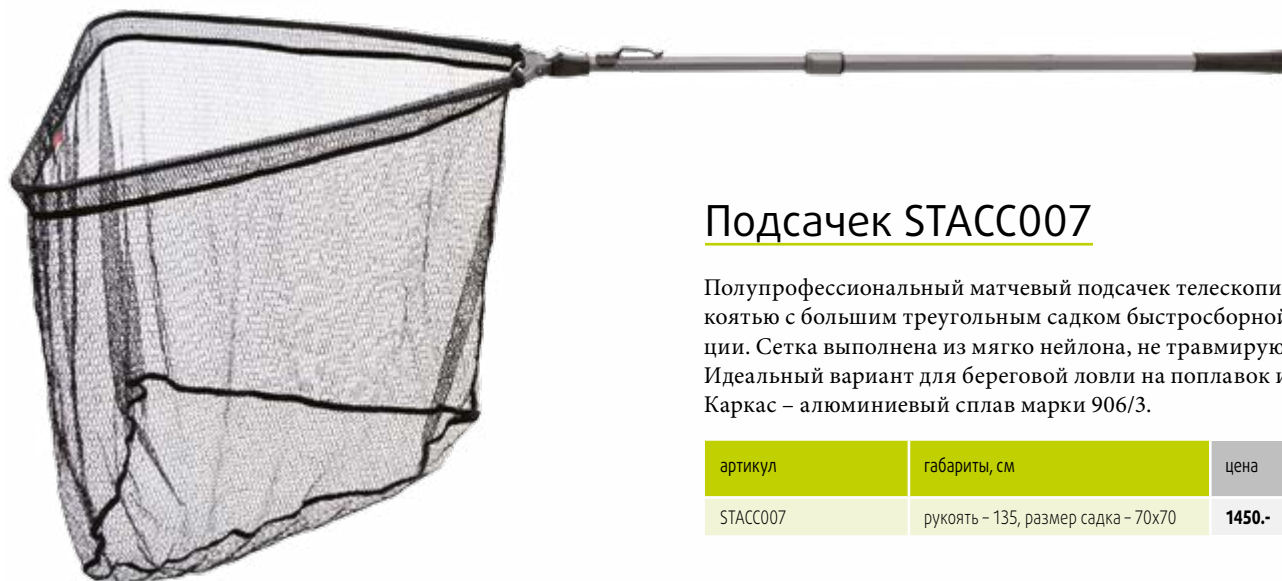 Подсачек STACC007
Полупрофессиональный матчевый подсачек телескопи
коятью с большим треугольным садком быстросборной
ции. Сетка выполнена из мягко нейлона, не травмирую
Идеальный вариант для береговой ловли на поплавок и
Каркас – алюминиевый сплав марки 906/3.
артикул габариты, см цена
STACC007 рукоять – 135, размер садка – 70x70 1450.-